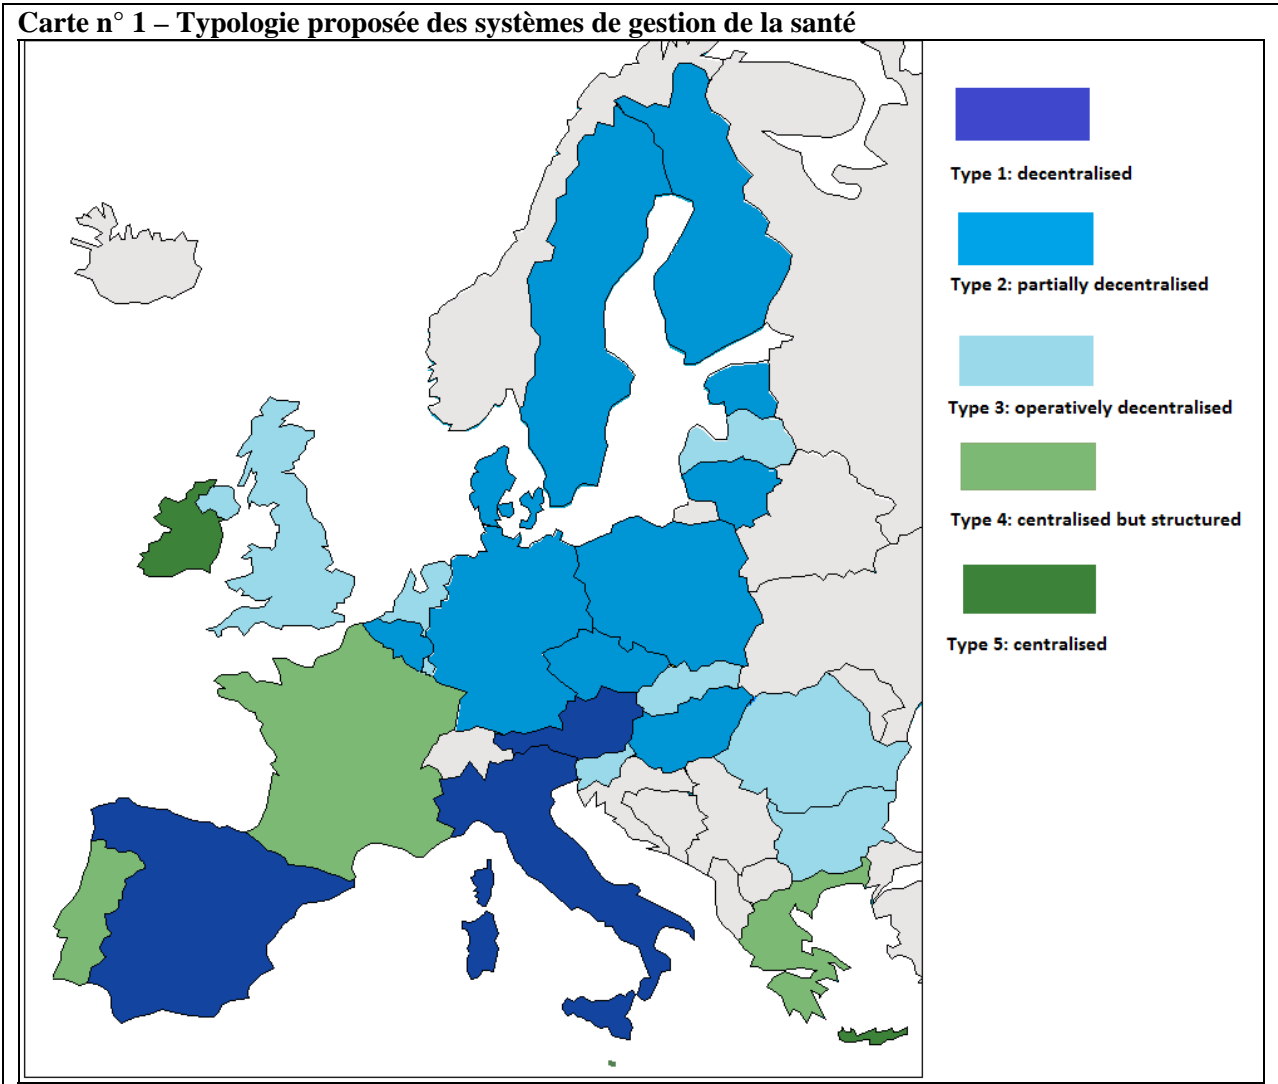 Carte n° 1 – Typologie proposée des systèmes de gestion de la santé
Type 1: decentralised
Type 2: partially decentralised
Type 3: operatively decentralised
Type 4: centralised but structured
Type 5: centralised